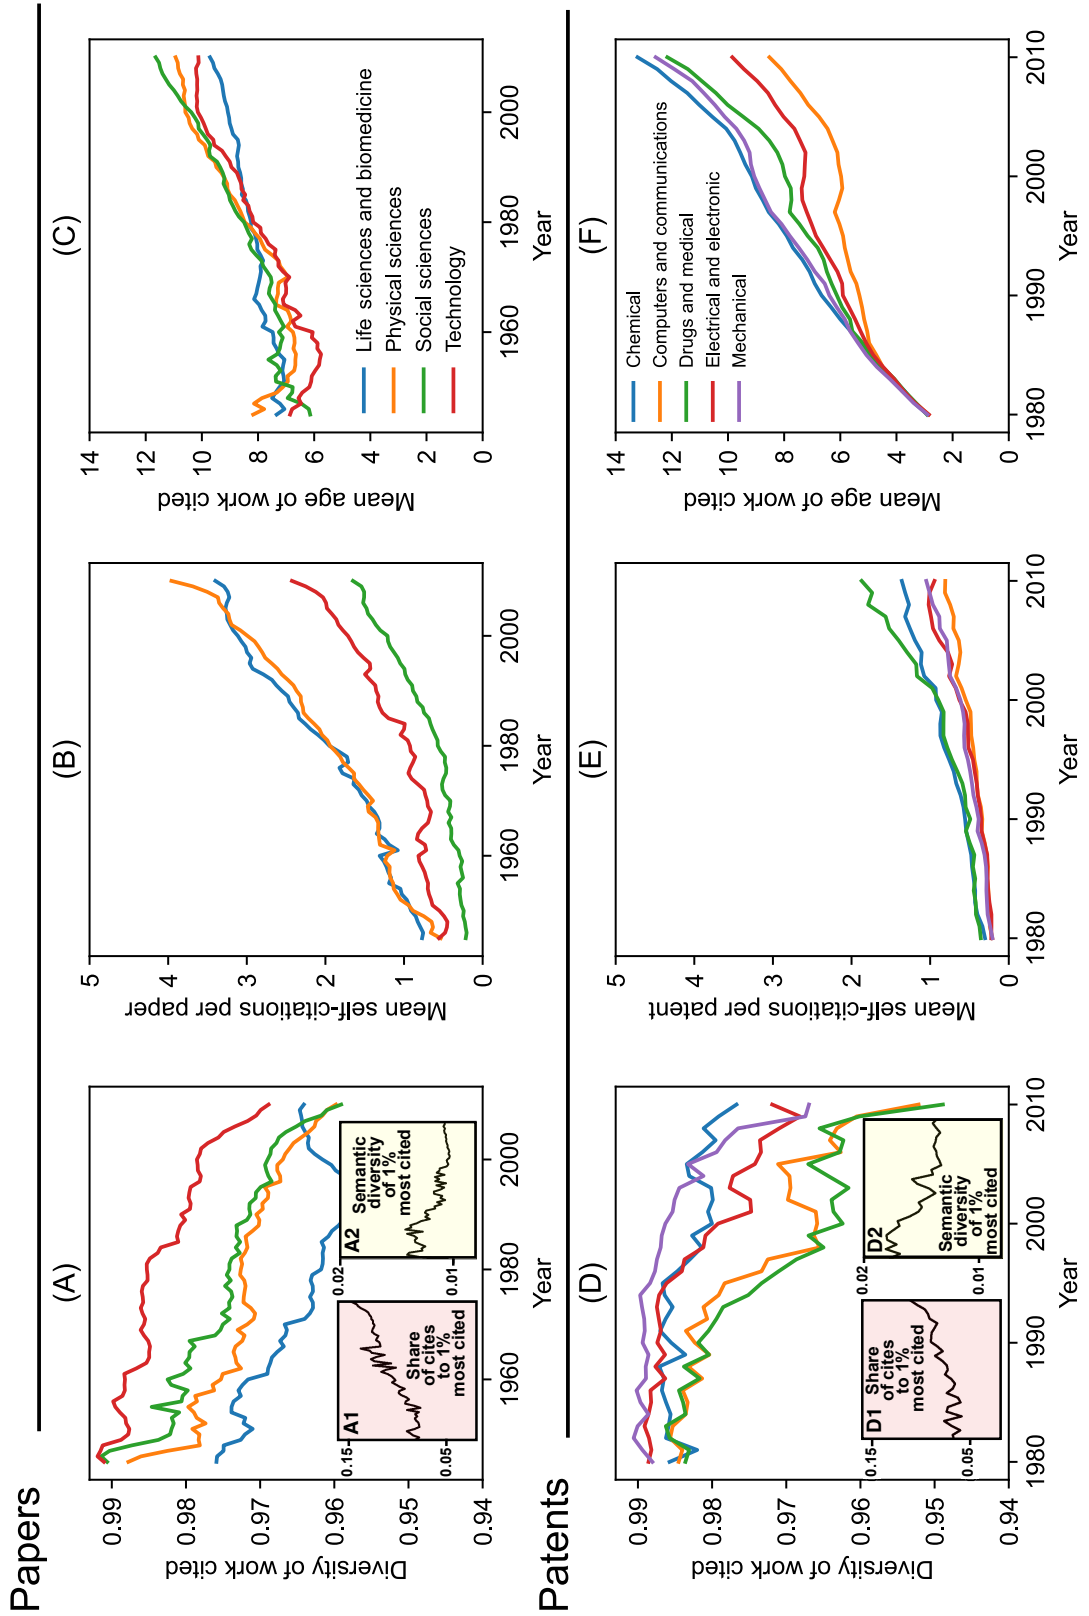 Papers
(A)
Diversity of work cited
0.99
0.98
0.97
0.96
0.95
0.94
1960
1980
2000
Year
A1
Share
of cites
to 1%
most cited
0.15
0.05
A2
Semantic
diversity
of 1%
most cited
0.02
0.01
(B)
Mean self-citations per paper
5
4
3
2
1
0
1960
1980
2000
Year
(C)
Mean age of work cited
14
12
10
8
6
4
2
0
Life sciences and biomedicine
Physical sciences
Social sciences
Technology
1960
1980
2000
Year
Patents
(D)
Diversity of work cited
0.99
0.98
0.97
0.96
0.95
0.94
1980
1990
2000
2010
Year
D1 Share
of cites
to 1%
most cited
0.15
0.05
D2
Semantic
diversity
of 1%
most cited
0.02
0.01
(E)
Mean self-citations per patent
5
4
3
2
1
0
1980
1990
2000
2010
Year
(F)
Mean age of work cited
14
12
10
8
6
4
2
0
Chemical
Computers and communications
Drugs and medical
Electrical and electronic
Mechanical
1980
1990
2000
2010
Year